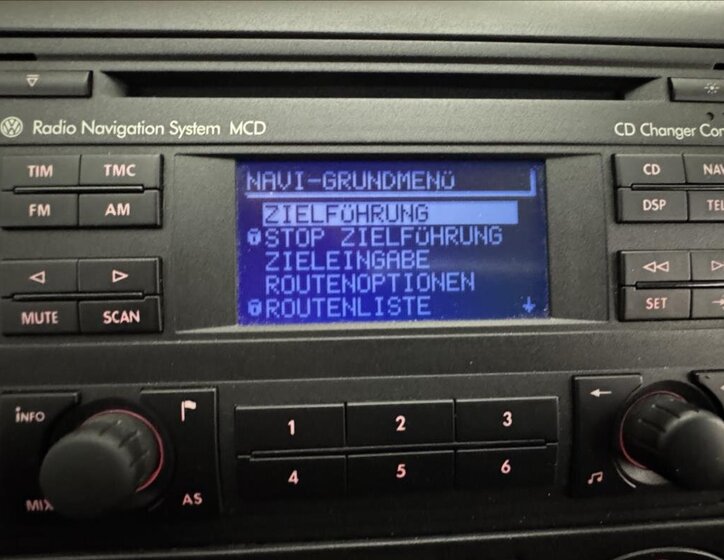 Radio Navigation System MCD
CD Changer
TIM TMC
FM AM
MUTE SCAN
NAVI-GRUNDMENÜ
ZIELFÜHRUNG
STOP ZIELFÜHRUNG
ZIELEINGABE
ROUTENOPTIONEN
ROUTENLISTE
CD
DSP
SET
INFO
MIX
AS
1 2 3
4 5 6